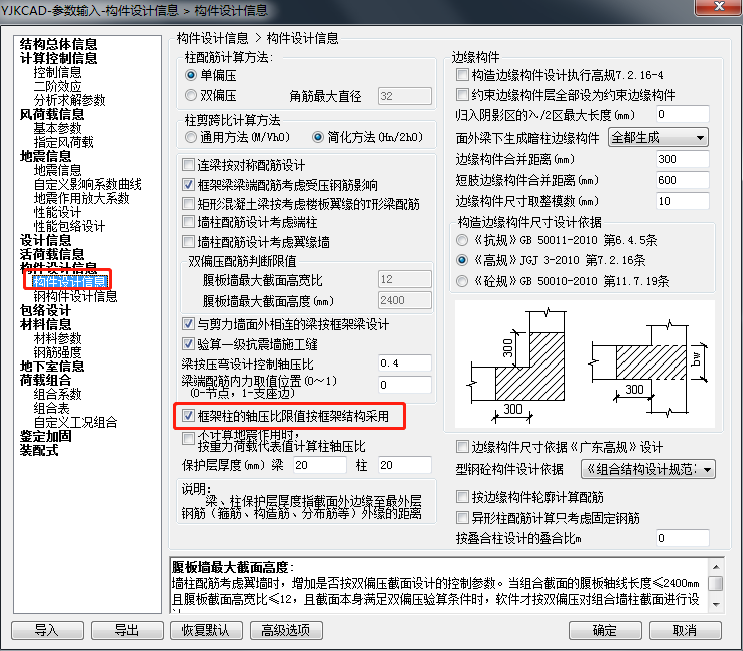 YJKCAD-参数输入-构件设计信息 > 构件设计信息
结构总体信息
计算控制信息
控制信息
二阶效应
分析求解参数
风荷载信息
基本参数
指定风荷载
地震信息
地震信息
自定义影响系数曲线
地震作用放大系数
性能设计
性能包络设计
设计信息
活荷载信息
构件设计信息
构件设计信息
钢构件设计信息
包络设计
材料信息
材料参数
钢筋强度
地下室信息
荷载组合
组合系数
组合表
自定义工况组合
鉴定加固
装配式
构件设计信息 > 构件设计信息
柱配筋计算方法:
单偏压
双偏压 角筋最大直径 32
柱剪跨比计算方法
通用方法(M/Vh0) 简化方法(Hn/2h0)
连梁按对称配筋设计
框架梁梁端配筋考虑受压钢筋影响
矩形混凝土梁按考虑楼板翼缘的T形梁配筋
墙柱配筋设计考虑端柱
墙柱配筋设计考虑翼缘墙
双偏压配筋判断限值
腹板墙最大截面高宽比 12
腹板墙最大截面高度(mm) 2400
与剪力墙面外相连的梁按框架梁设计
验算一级抗震墙施工缝
梁按压弯设计控制轴压比 0.4
梁端配筋内力取值位置(0~1) 0
(0-节点, 1-支座边)
框架柱的轴压比限值按框架结构采用
不计算地震作用时,
按重力荷载代表值计算柱轴压比
保护层厚度(mm) 梁 20 柱 20
说明:
梁、柱保护层厚度指截面外边缘至最外层
钢筋(箍筋、构造筋、分布筋等)外缘的距离
边缘构件
构造边缘构件设计执行高规7.2.16-4
约束边缘构件层全部设为约束边缘构件
归入阴影区的λ/2区最大长度(mm) 0
面外梁下生成暗柱边缘构件 全部生成
边缘构件合并距离(mm) 300
短肢边缘构件合并距离(mm) 600
边缘构件尺寸取整模数(mm) 10
构造边缘构件尺寸设计依据
《抗规》GB 50011-2010 第6.4.5条
《高规》JGJ 3-2010 第7.2.16条
《砼规》GB 50010-2010 第11.7.19条
300
300
bw
300
边缘构件尺寸依据《广东高规》设计
型钢砼构件设计依据 《组合结构设计规范:
按边缘构件轮廓计算配筋
异形柱配筋计算只考虑固定钢筋
按叠合柱设计的叠合比m 0
腹板墙最大截面高度:
墙柱配筋考虑翼墙时，增加是否按双偏压截面设计的控制参数。当组合截面的腹板轴线长度≤2400mm
且腹板截面高宽比≤12，且截面本身满足双偏压验算条件时，软件才按双偏压对组合墙柱截面进行设
导入 导出 恢复默认 高级选项 确定 取消